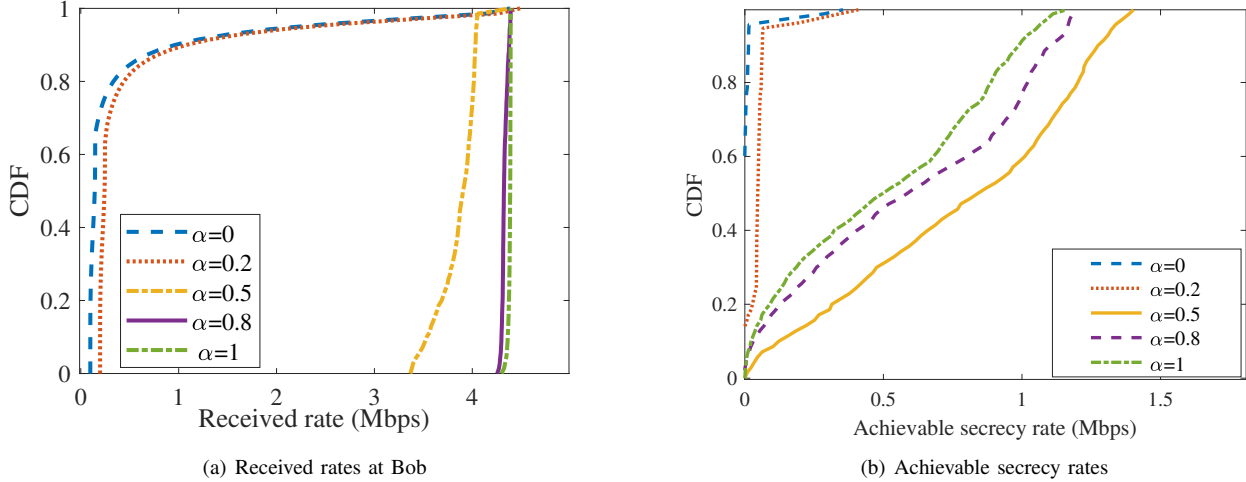 CDF
1
0.8
0.6
0.4
0.2
0
α=0
α=0.2
α=0.5
α=0.8
α=1
0
1
2
3
4
Received rate (Mbps)
(a) Received rates at Bob
CDF
0.8
0.6
0.4
0.2
0
α=0
α=0.2
α=0.5
α=0.8
α=1
0
0.5
1
1.5
Achievable secrecy rate (Mbps)
(b) Achievable secrecy rates